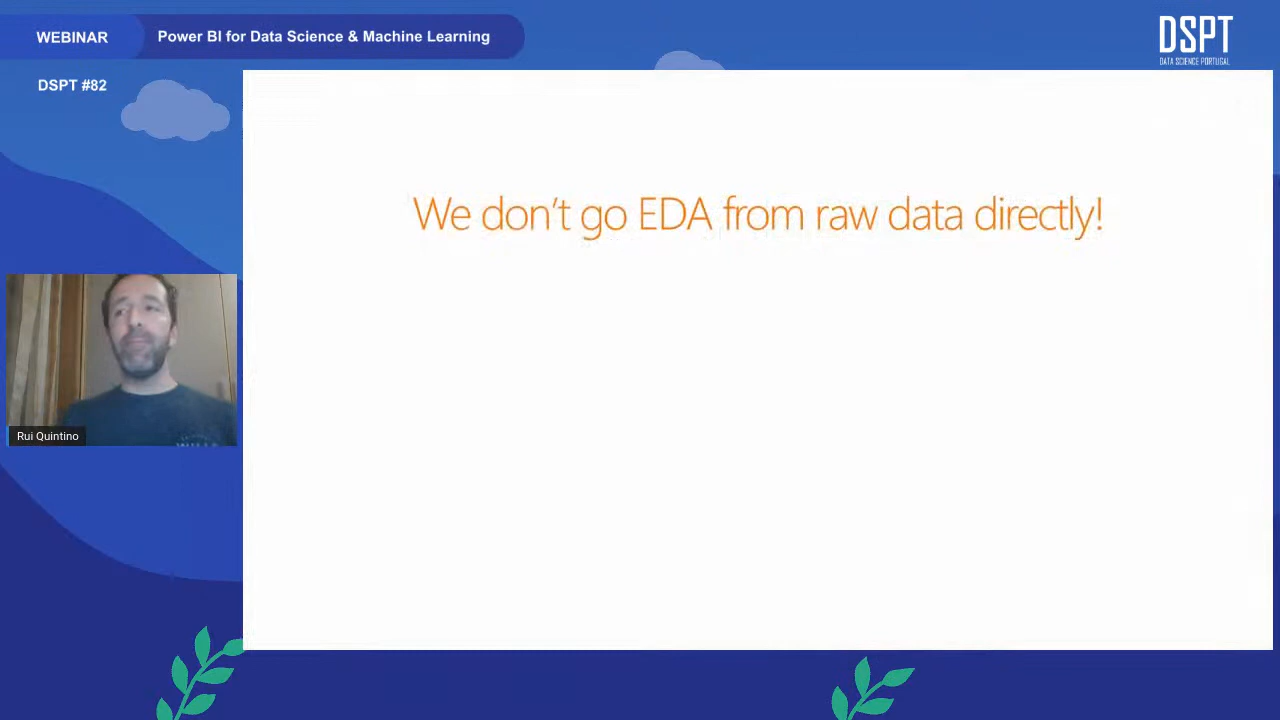 WEBINAR
Power BI for Data Science & Machine Learning
DSPT
DATA SCIENCE PORTUGAL
DSPT #82
We don't go EDA from raw data directly!
Rui Quintino